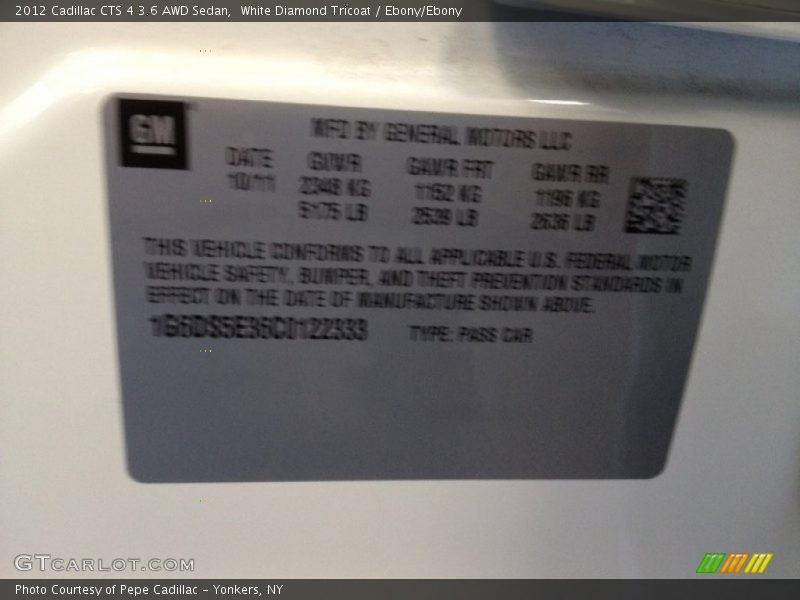 2012 Cadillac CTS 4 3.6 AWD Sedan,  White Diamond Tricoat / Ebony/Ebony
GM
MFD BY GENERAL MOTORS LLC
DATE GVWR GAWR FRT GAWR RR
10/11 2348 KG 1152 KG 1196 KG
5175 LB 2539 LB 2636 LB
THIS VEHICLE CONFORMS TO ALL APPLICABLE U.S. FEDERAL MOTOR
VEHICLE SAFETY, BUMPER, AND THEFT PREVENTION STANDARDS IN
EFFECT ON THE DATE OF MANUFACTURE SHOWN ABOVE.
1G6DS5E36C0122333 TYPE: PASS CAR
GTCARLOT.COM
Photo Courtesy of Pepe Cadillac – Yonkers, NY